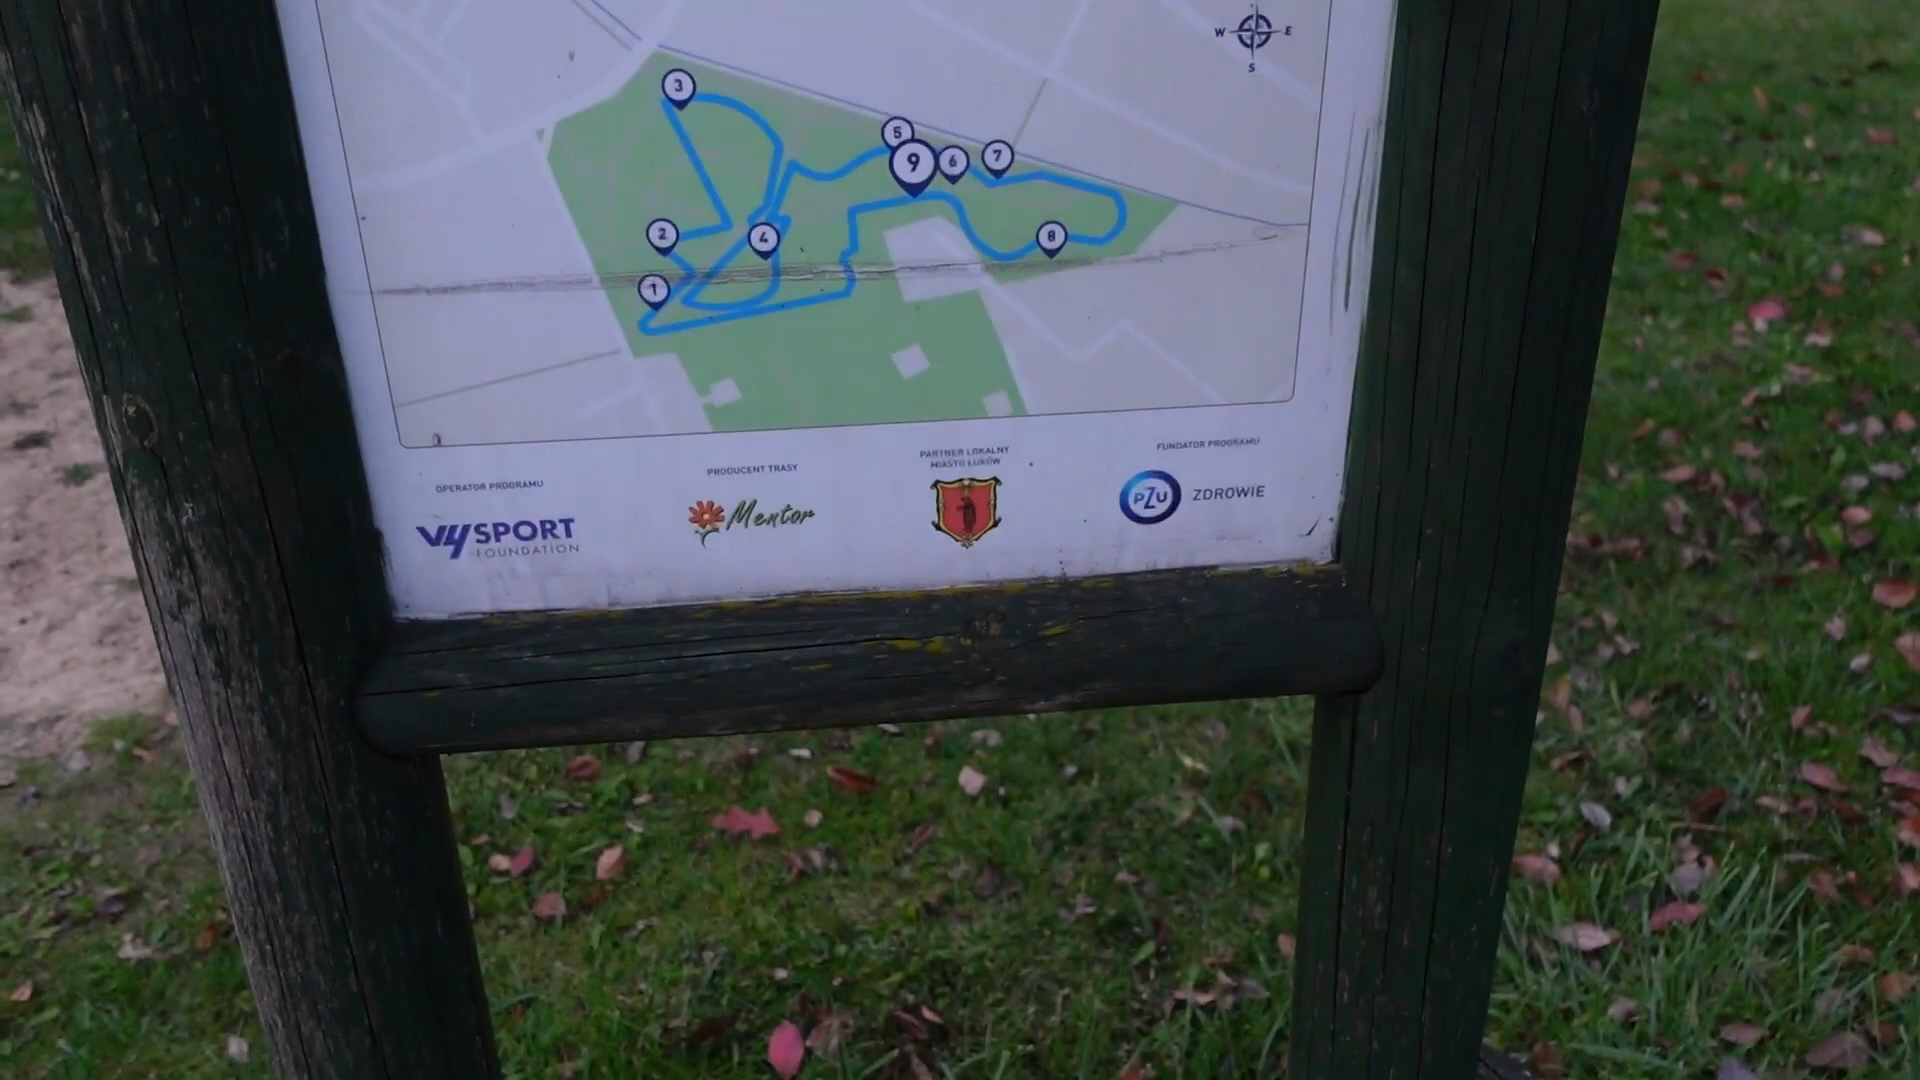 W E
S
3
5
9 6 7
2 4 8
1
OPERATOR PROGRAMU
VYSPORT
FOUNDATION
PRODUCENT TRASY
Mentor
PARTNER LOKALNY
MIASTO ŁUKÓW
FUNDATOR PROGRAMU
PZU ZDROWIE